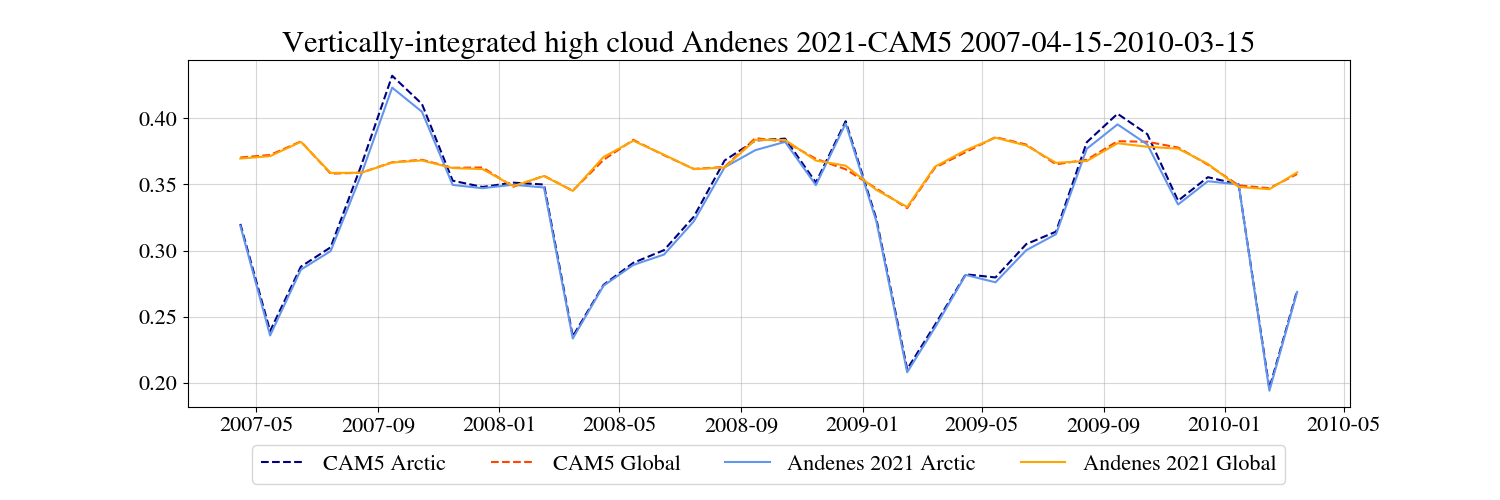 Vertically-integrated high cloud Andenes 2021-CAM5 2007-04-15-2010-03-15
0.40
0.35
0.30
0.25
0.20
2007-05 2007-09 2008-01 2008-05 2008-09 2009-01 2009-05 2009-09 2010-01 2010-05
CAM5 Arctic CAM5 Global Andenes 2021 Arctic Andenes 2021 Global